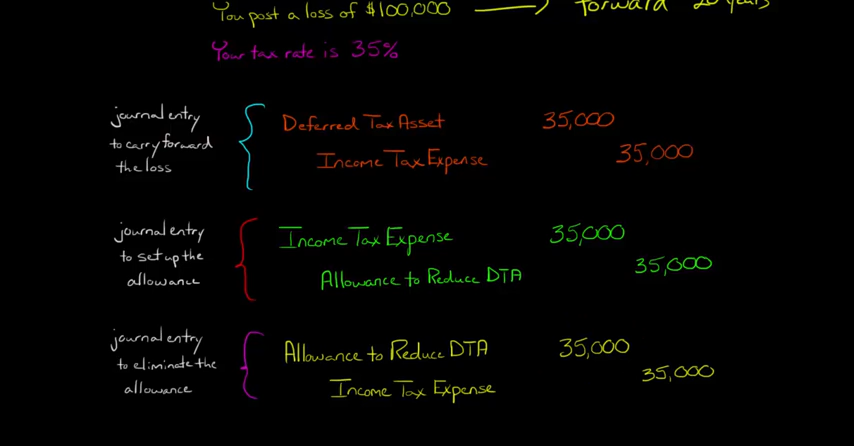 You post a loss of $100,000 forward 20 years
Your tax rate is 35%
journal entry
to carry forward
the loss
Deferred Tax Asset 35,000
Income Tax Expense 35,000
journal entry
to set up the
allowance
Income Tax Expense 35,000
Allowance to Reduce DTA 35,000
journal entry
to eliminate the
allowance
Allowance to Reduce DTA 35,000
Income Tax Expense 35,000